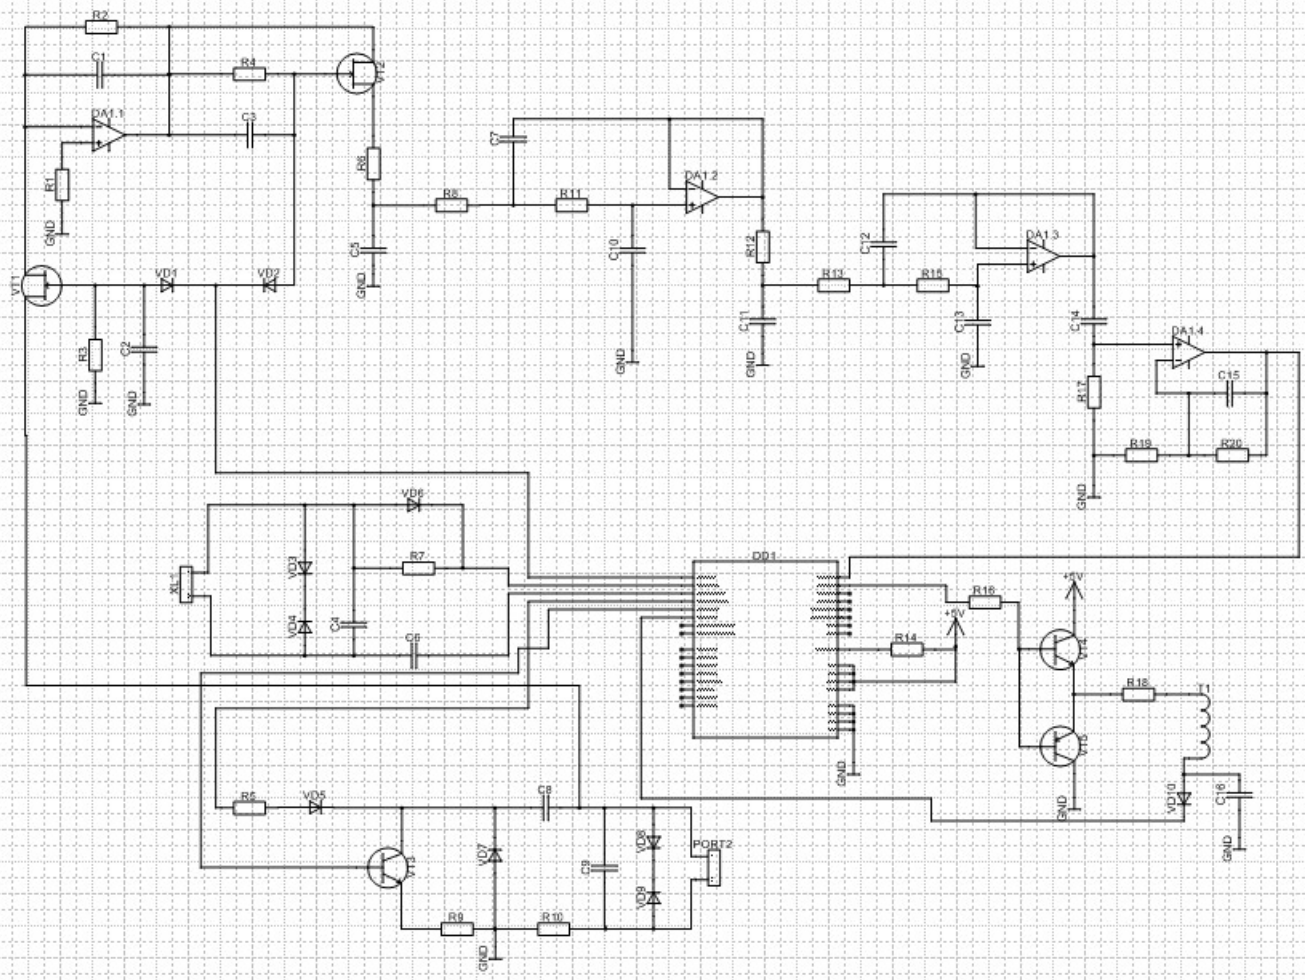 R2
C1
R4
VT2
DA1.1
C3
R1
R6
C7
GND
R8
R11
DA1.2
C5
C10
R12
C12
DA1.3
VT1
VD1
VD2
GND
R13
R15
R3
C2
C11
C13
C14
DA1.4
GND
GND
GND
GND
GND
R17
C15
R19
R20
GND
VD6
XL1
VD3
R7
VD4
C4
C6
DD1
R16
+5V
+5V
R14
VT4
R18
T1
VT5
GND
GND
VD10
C16
GND
R5
VD5
C8
VT3
VD7
C9
VD8
VD9
PORT2
R9
R10
GND